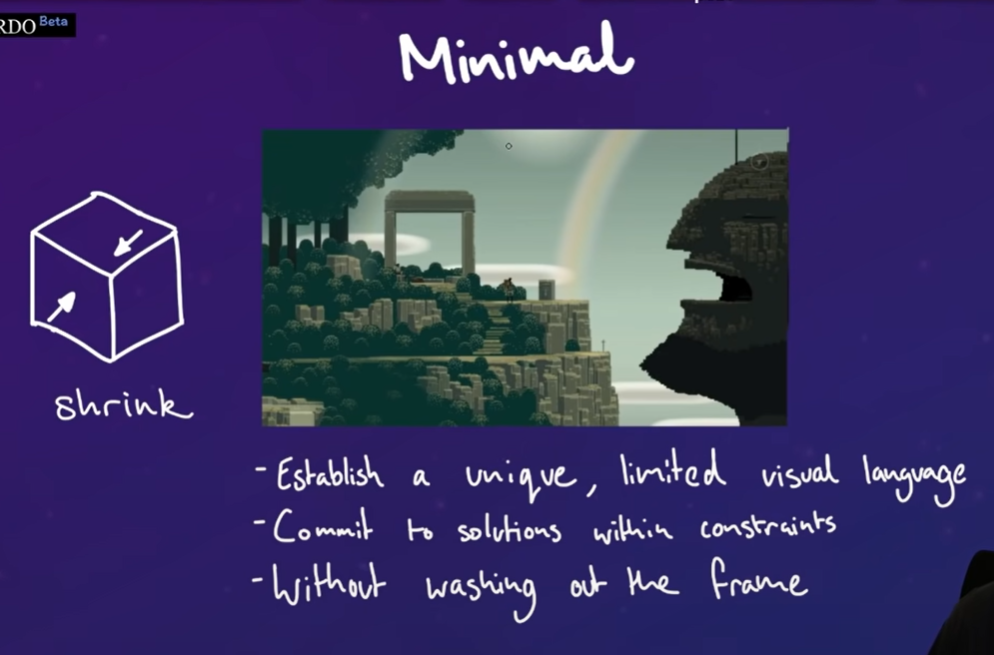 RDO Beta
Minimal
shrink
- Establish a unique, limited visual language
- Commit to solutions within constraints
- Without washing out the frame